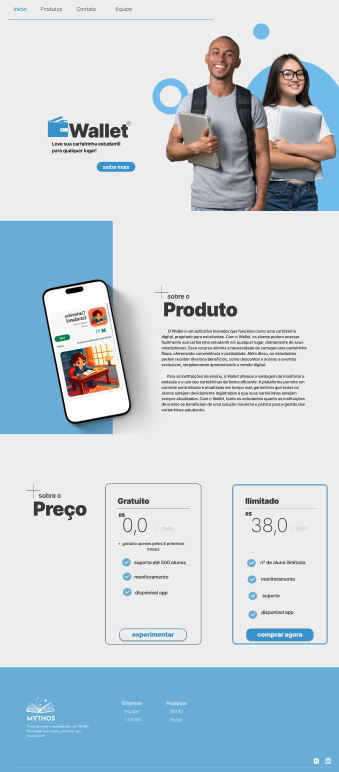 Início Produtos Contato Equipe
Wallet®
Leve sua carteirinha estudantil
para qualquer lugar!
saiba mais
sobre o
Produto
O Wallet é um aplicativo inovador que funciona como uma carteirinha
digital, projetado para estudantes. Com o Wallet, os alunos podem acessar
facilmente sua carteirinha estudantil em qualquer lugar, diretamente do seus
smartphones. Esse recurso elimina a necessidade de carregar uma carteirinha
física, oferecendo conveniência e praticidade. Além disso, os estudantes
podem receber diversos benefícios, como descontos e acesso a eventos
exclusivos, simplesmente apresentando a versão digital.
Para as instituições de ensino, o Wallet oferece a vantagem de monitorar a
emissão e o uso das carteirinhas de forma eficiente. A plataforma permite um
controle centralizado e atualizado em tempo real, garantindo que todos os
alunos estejam devidamente registrados e que suas carteirinhas estejam
sempre atualizadas. Com o Wallet, tanto os estudantes quanto as instituições
de ensino se beneficiam de uma solução moderna e prática para a gestão das
carteirinhas estudantis.
sobre o
Preço
Gratuito
R$
0,0 / mês
+ gratuito apenas pelos 6 primeiros
meses
suporta até 500 alunos
monitoramento
disponível app
experimentar
Ilimitado
R$
38,0 / mês
n° de aluno ilimitado
monitoramento
suporte
disponível app
comprar agora
MYTHOS
Empresa
equipe
contato
Produtos
Notify